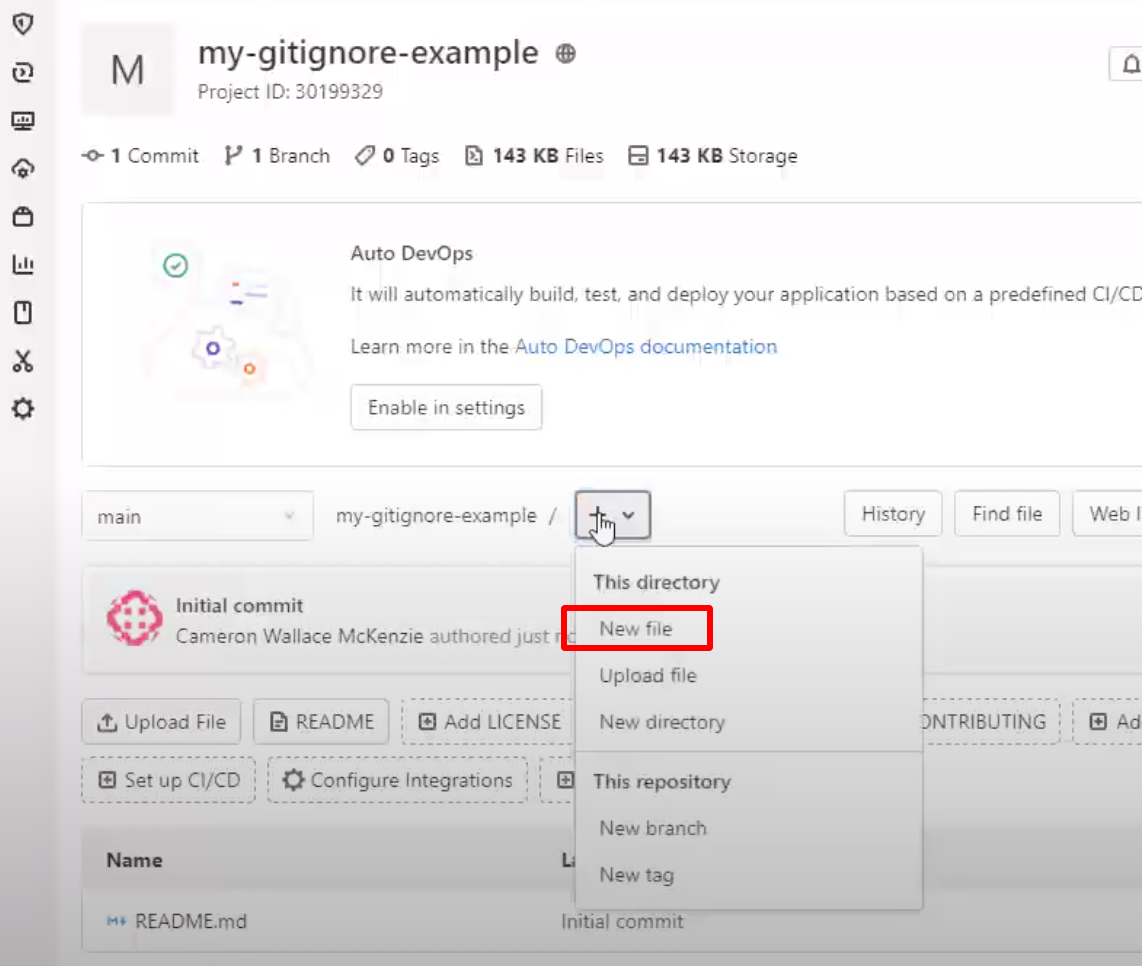 M
my-gitignore-example
Project ID: 30199329
1 Commit 1 Branch 0 Tags 143 KB Files 143 KB Storage
Auto DevOps
It will automatically build, test, and deploy your application based on a predefined CI/CD
Learn more in the Auto DevOps documentation
Enable in settings
main my-gitignore-example / History Find file Web
This directory
Initial commit
New file
Cameron Wallace McKenzie authored just
Upload file
Upload File README Add LICENSE New directory ONTRIBUTING
This repository
Set up CI/CD Configure Integrations
New branch
Name
New tag
README.md Initial commit